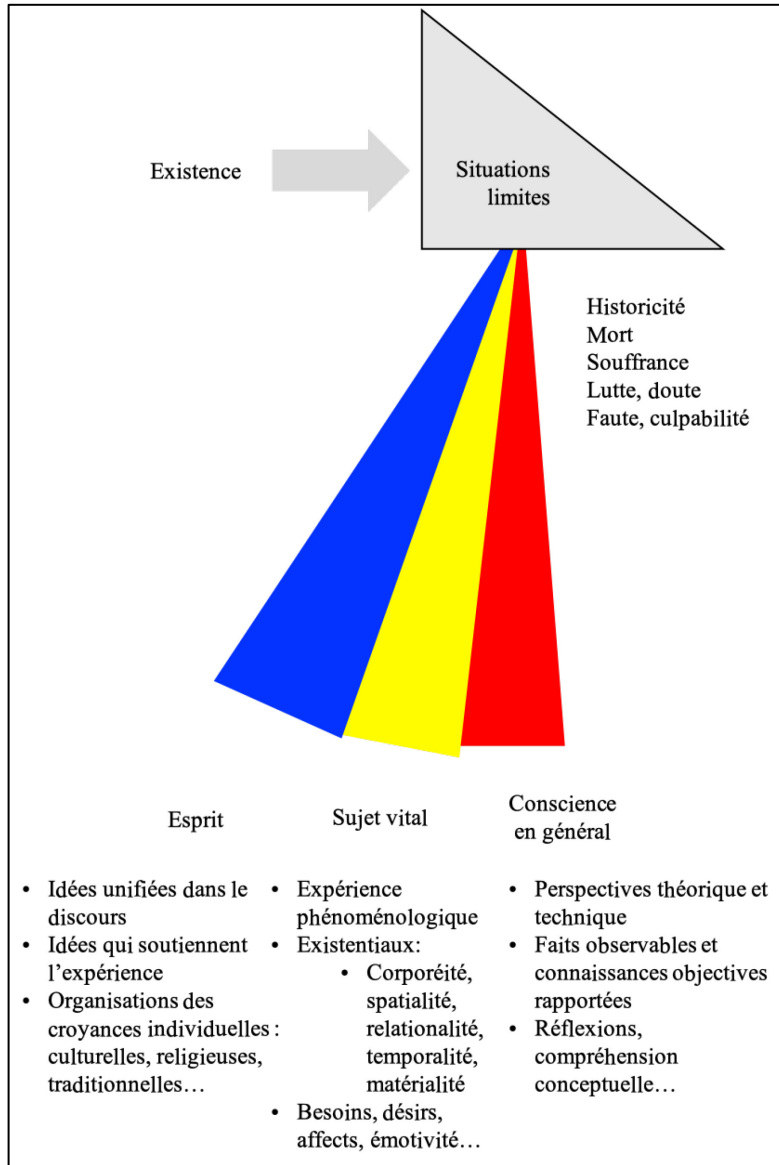 Existence
Situations
limites
Historicité
Mort
Souffrance
Lutte, doute
Faute, culpabilité
Esprit
• Idées unifiées dans le
discours
• Idées qui soutiennent
l’expérience
• Organisations des
croyances individuelles :
culturelles, religieuses,
traditionnelles…
Sujet vital
• Expérience
phénoménologique
• Existentiaux:
• Corporéité,
spatialité,
relationalité,
temporalité,
matérialité
• Besoins, désirs,
affects, émotivité…
Conscience
en général
• Perspectives théorique et
technique
• Faits observables et
connaissances objectives
rapportées
• Réflexions,
compréhension
conceptuelle…